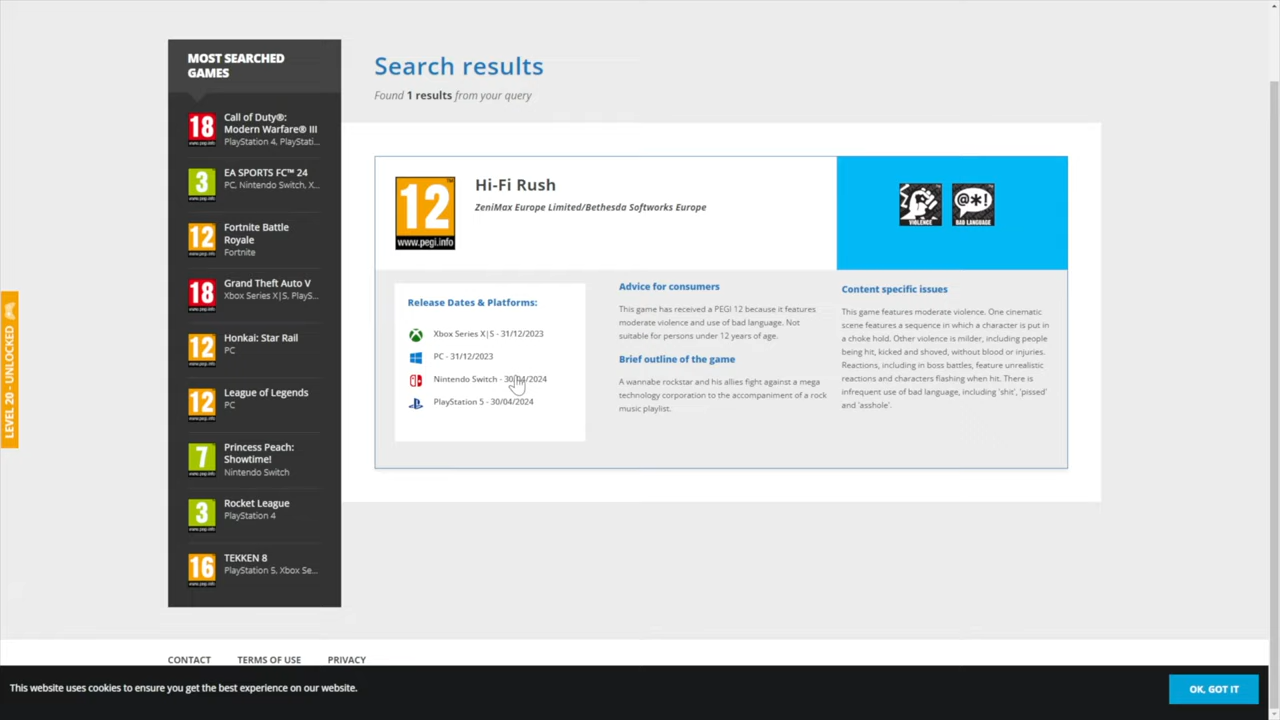 MOST SEARCHED
GAMES
18
Call of Duty®:
Modern Warfare® III
PlayStation 4, PlayStati...
3
EA SPORTS FC™ 24
PC, Nintendo Switch, X...
12
Fortnite Battle
Royale
Fortnite
18
Grand Theft Auto V
Xbox Series X|S, PlayS...
12
Honkai: Star Rail
PC
12
League of Legends
PC
7
Princess Peach:
Showtime!
Nintendo Switch
3
Rocket League
PlayStation 4
16
TEKKEN 8
PlayStation 5, Xbox Se...
LEVEL 20 - UNLOCKED
Search results
Found 1 results from your query
12
www.pegi.info
Hi-Fi Rush
ZeniMax Europe Limited/Bethesda Softworks Europe
VIOLENCE
@*!
BAD LANGUAGE
Release Dates & Platforms:
Xbox Series X|S - 31/12/2023
PC - 31/12/2023
Nintendo Switch - 30/04/2024
PlayStation 5 - 30/04/2024
Advice for consumers
This game has received a PEGI 12 because it features
moderate violence and use of bad language. Not
suitable for persons under 12 years of age.
Brief outline of the game
A wannabe rockstar and his allies fight against a mega
technology corporation to the accompaniment of a rock
music playlist.
Content specific issues
This game features moderate violence. One cinematic
scene features a sequence in which a character is put in
a choke hold. Other violence is milder, including people
being hit, kicked and shoved, without blood or injuries.
Reactions, including in boss battles, feature unrealistic
reactions and characters flashing when hit. There is
infrequent use of bad language, including 'shit', 'pissed'
and 'asshole'.
CONTACT
TERMS OF USE
PRIVACY
This website uses cookies to ensure you get the best experience on our website.
OK, GOT IT